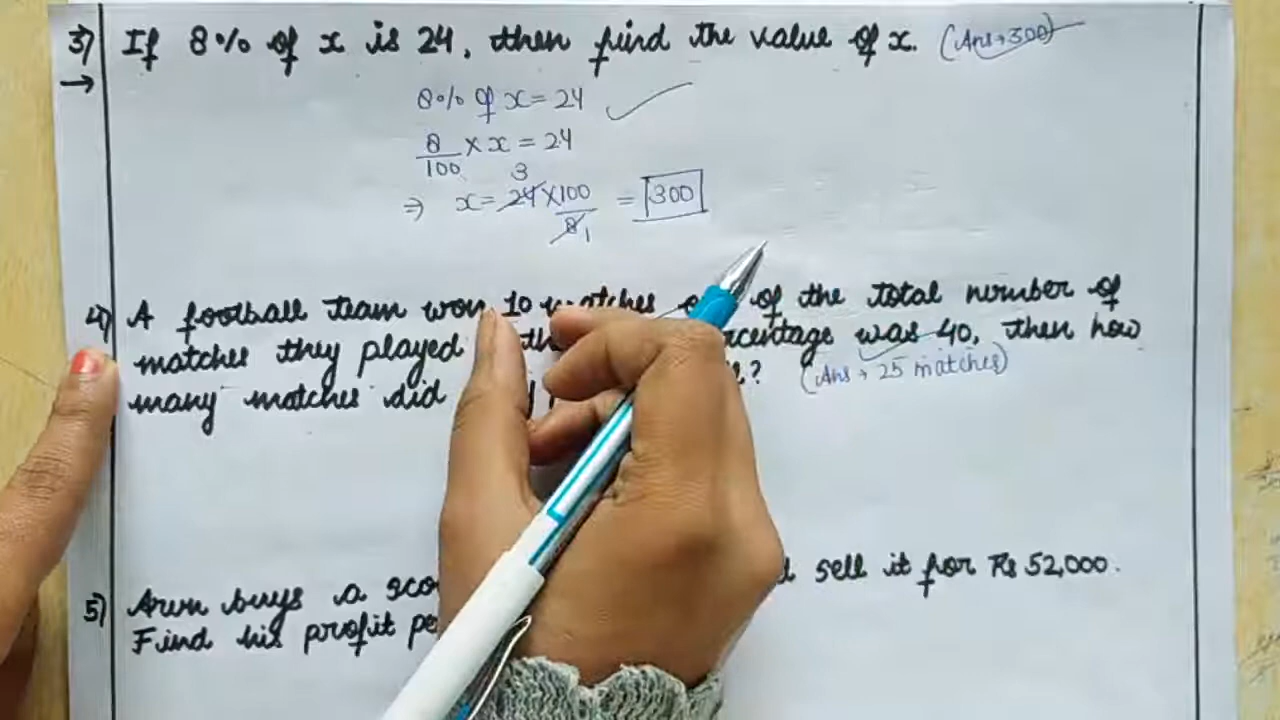 3) If 8% of x is 24, then find the value of x. (Ans→300)
→
8% of x = 24 ✓
8/100 × x = 24
3
⇒ x = 24×100/8 1 = 300
4) A football team won 10 matches of the total number of
matches they played was 40, then how
many matches did (Ans→25 matches)
5) Arun buys a sell it for Rs 52,000.
Find his profit